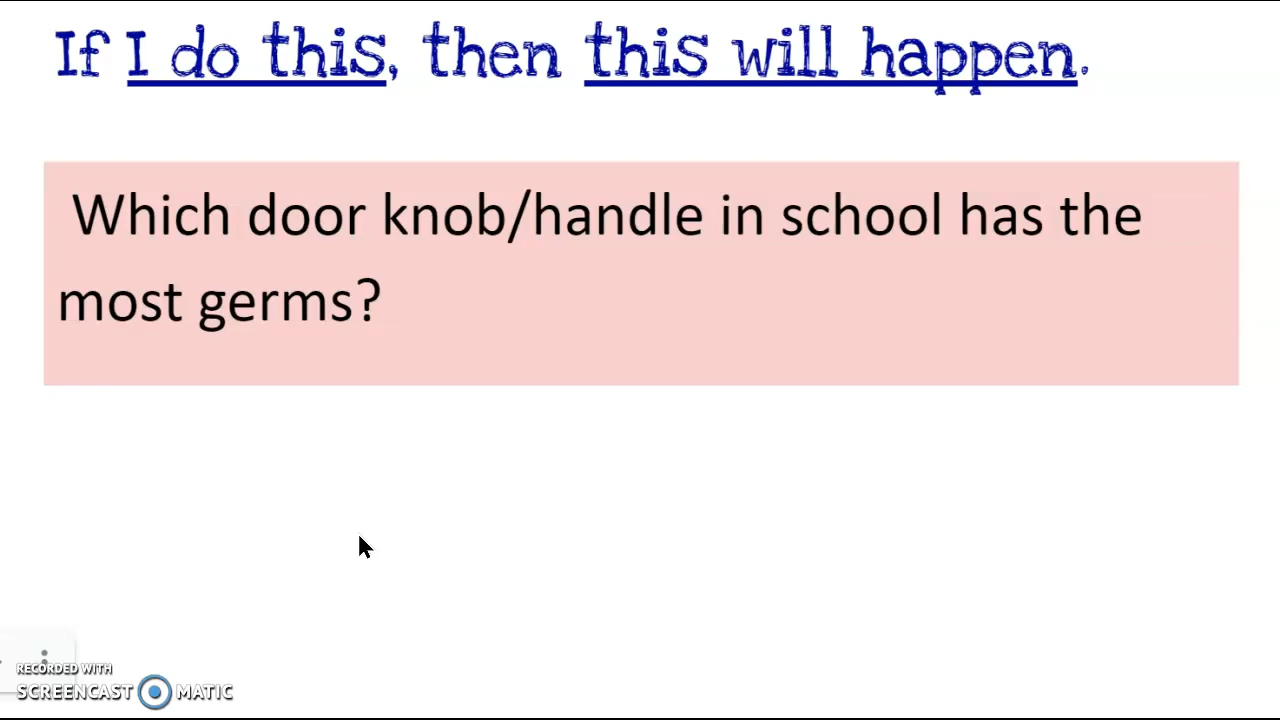 If I do this, then this will happen.
Which door knob/handle in school has the
most germs?
RECORDED WITH
SCREENCAST MATIC